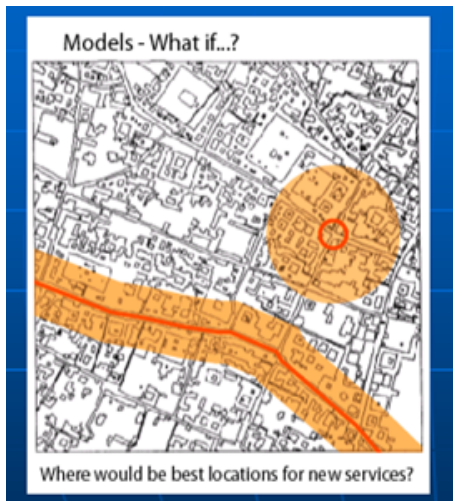 Models - What if...?
Where would be best locations for new services?